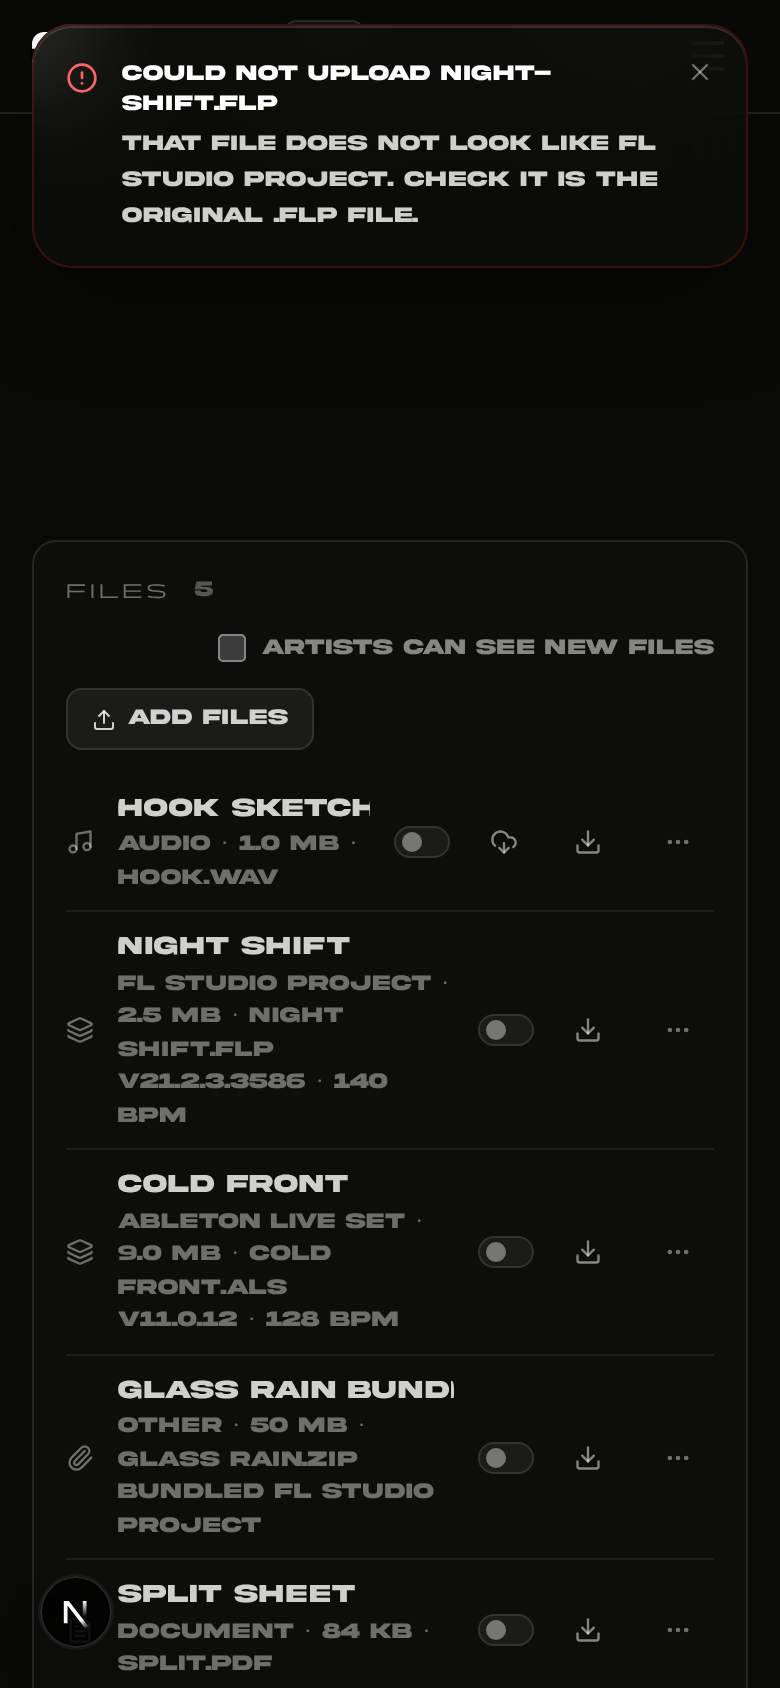 COULD NOT UPLOAD NIGHT-
SHIFT.FLP
THAT FILE DOES NOT LOOK LIKE FL
STUDIO PROJECT. CHECK IT IS THE
ORIGINAL .FLP FILE.
FILES 5
ARTISTS CAN SEE NEW FILES
ADD FILES
HOOK SKETCH
AUDIO · 1.0 MB ·
HOOK.WAV
NIGHT SHIFT
FL STUDIO PROJECT ·
2.5 MB · NIGHT
SHIFT.FLP
V21.2.3.3586 · 140
BPM
COLD FRONT
ABLETON LIVE SET ·
9.0 MB · COLD
FRONT.ALS
V11.0.12 · 128 BPM
GLASS RAIN BUND
OTHER · 50 MB ·
GLASS RAIN.ZIP
BUNDLED FL STUDIO
PROJECT
N
SPLIT SHEET
DOCUMENT · 84 KB ·
SPLIT.PDF